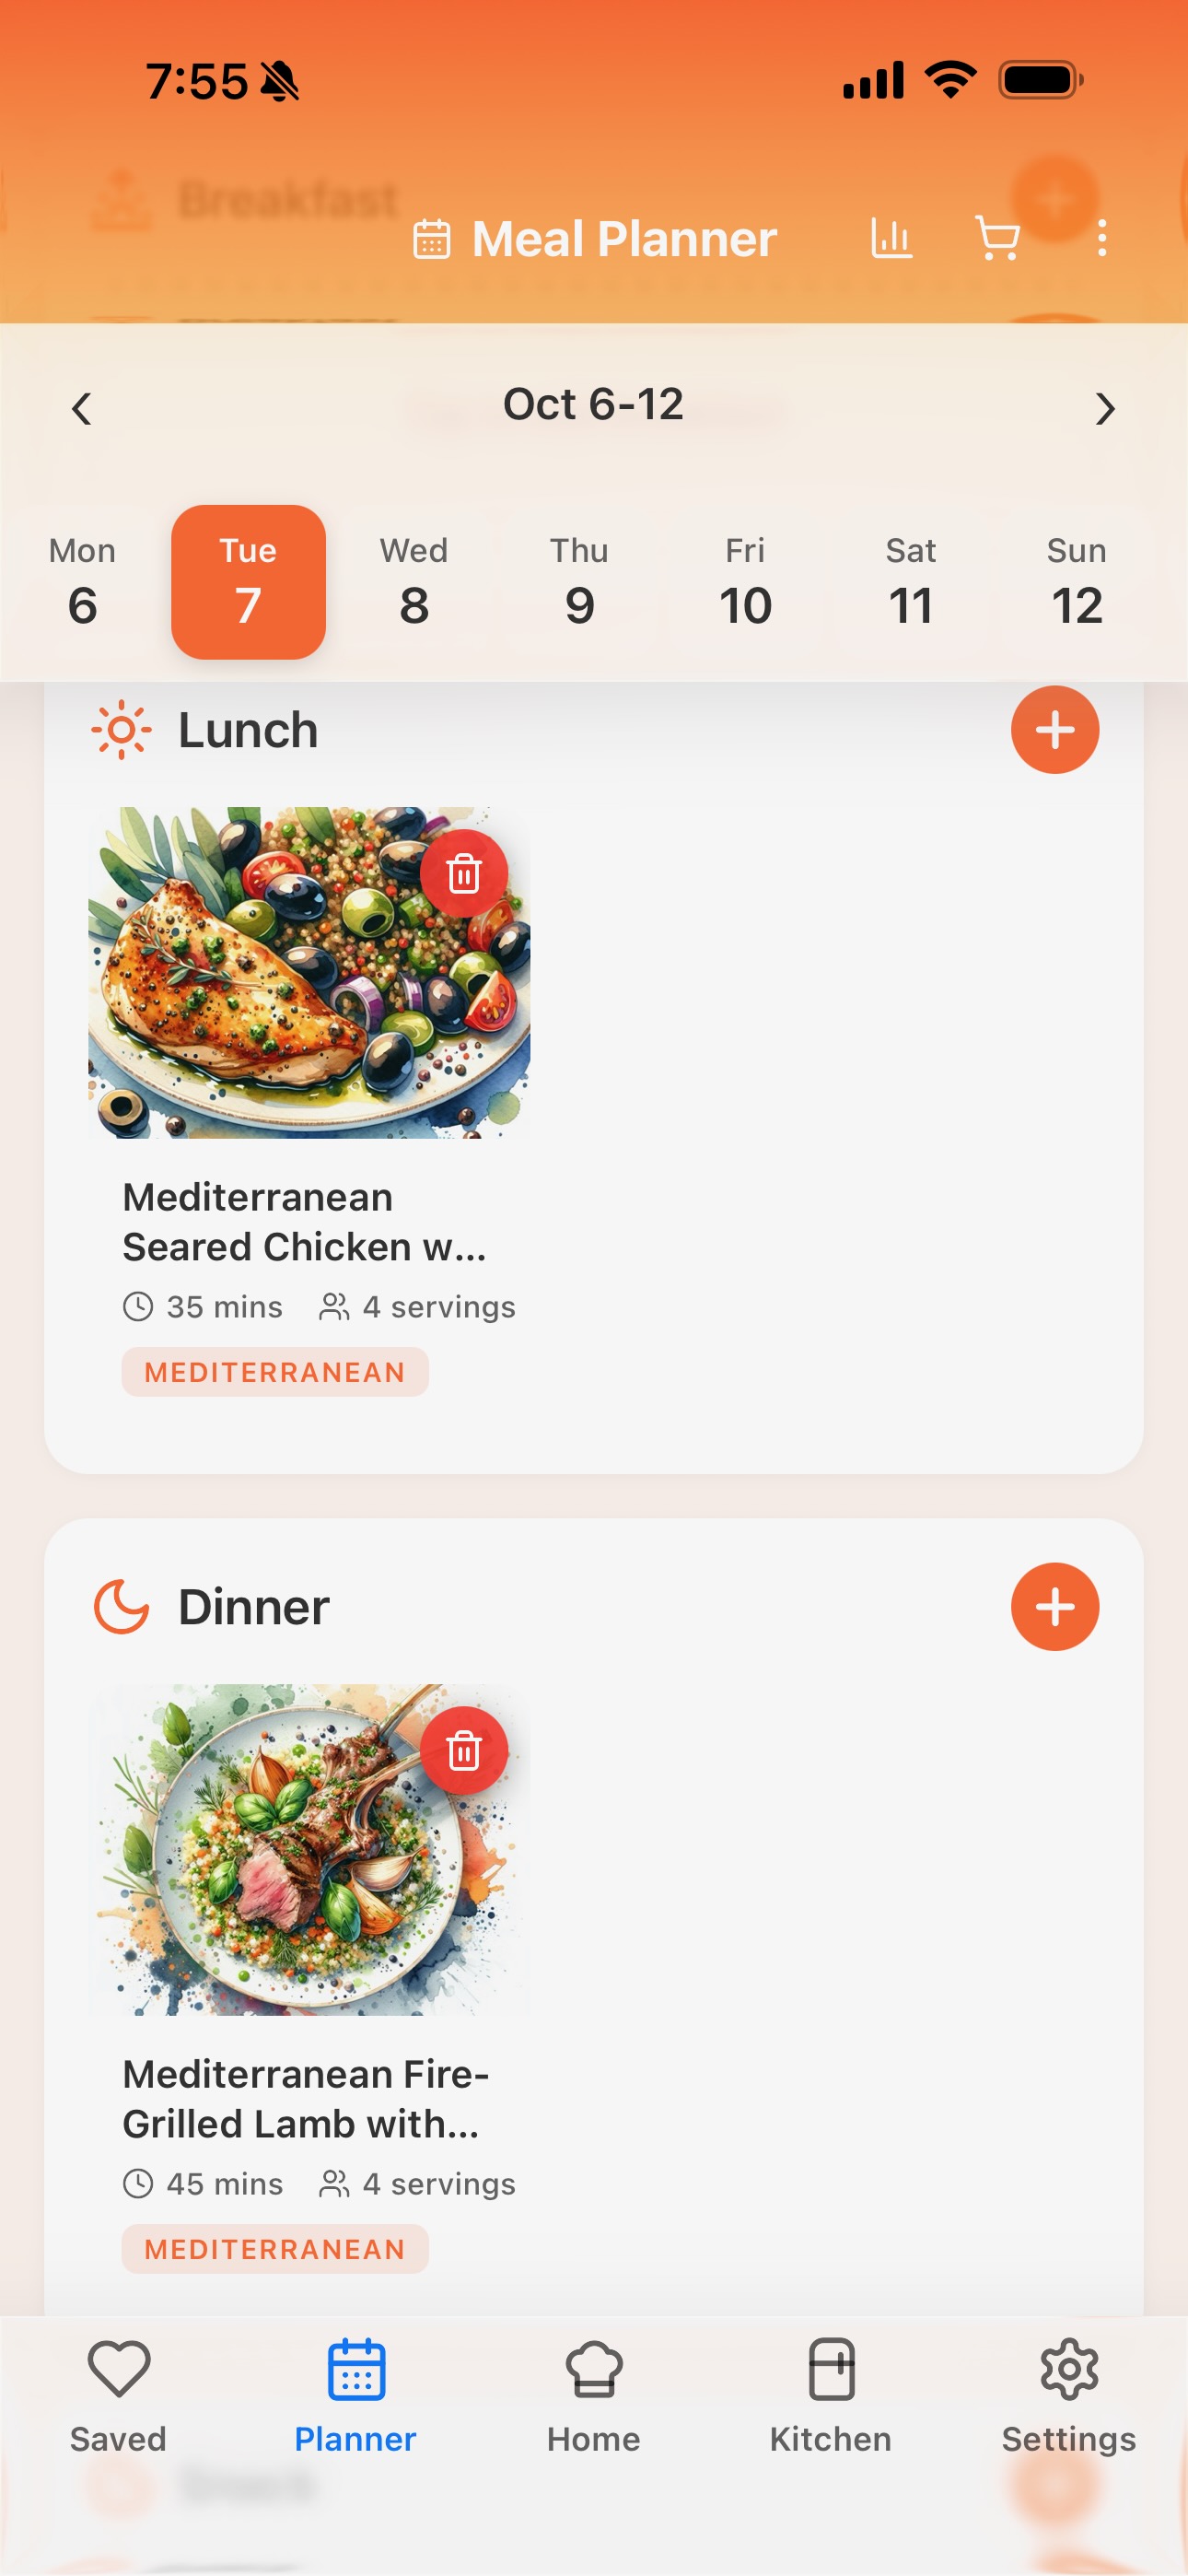 7:55
Breakfast
Meal Planner
Oct 6-12
Mon
6
Tue
7
Wed
8
Thu
9
Fri
10
Sat
11
Sun
12
Lunch
Mediterranean
Seared Chicken w...
35 mins 4 servings
MEDITERRANEAN
Dinner
Mediterranean Fire-
Grilled Lamb with...
45 mins 4 servings
MEDITERRANEAN
Saved
Planner
Home
Kitchen
Settings